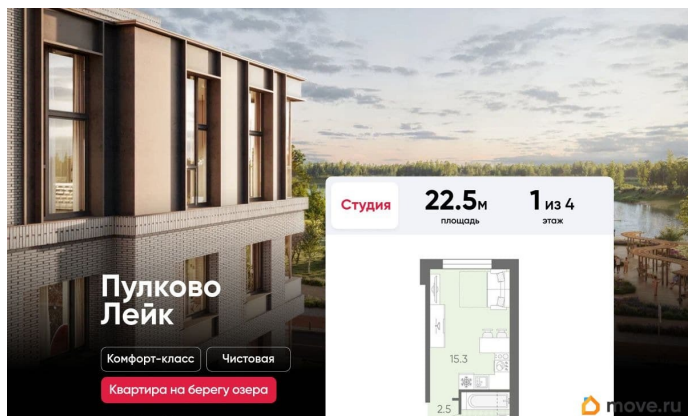 Студия
22.5м
площадь
1 из 4
этаж
Пулково
Лейк
Комфорт-класс
Чистовая
Квартира на берегу озера
15.3
2.5
move.ru